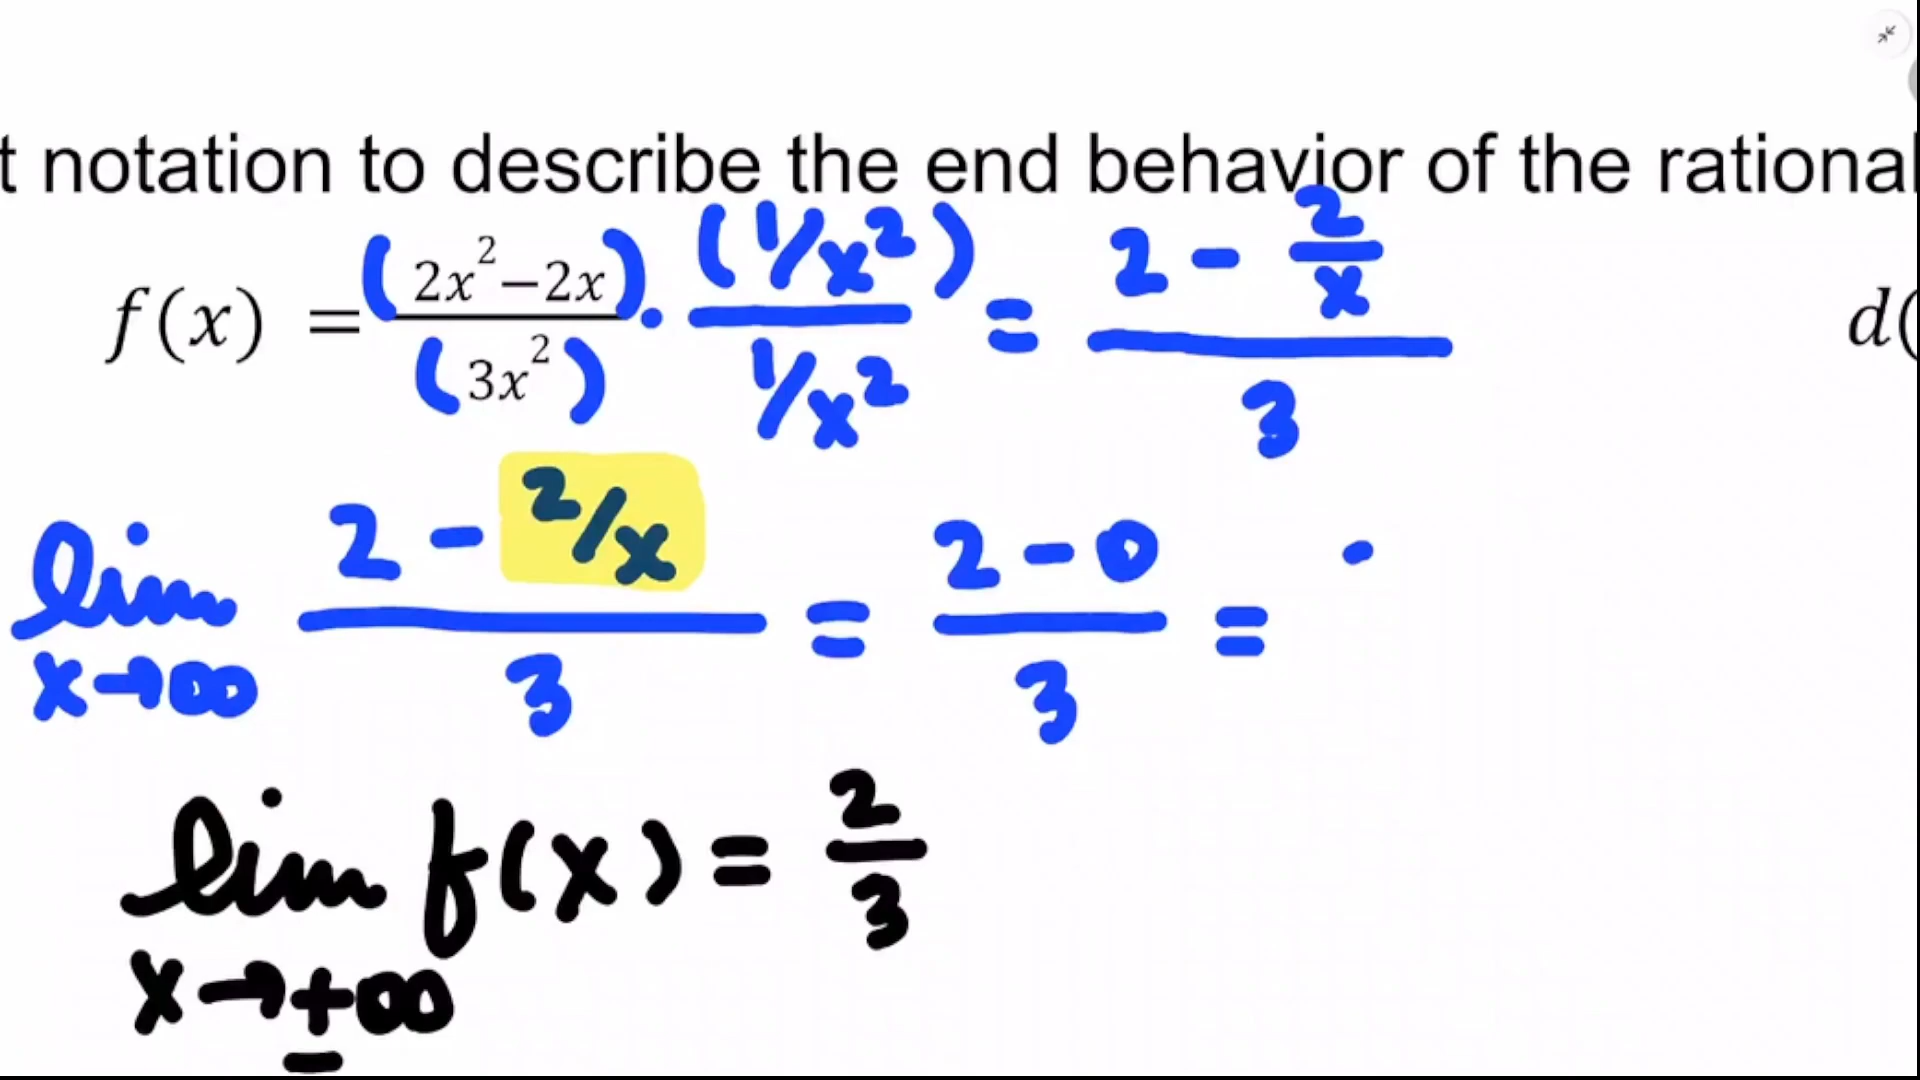 t notation to describe the end behavior of the rational
f(x) = (2x²−2x)/(3x²) · (1/x²)/(1/x²) = (2 - 2/x)/3
d(
lim x→∞ (2 - 2/x)/3 = (2-0)/3 =
lim x→±∞ f(x) = 2/3